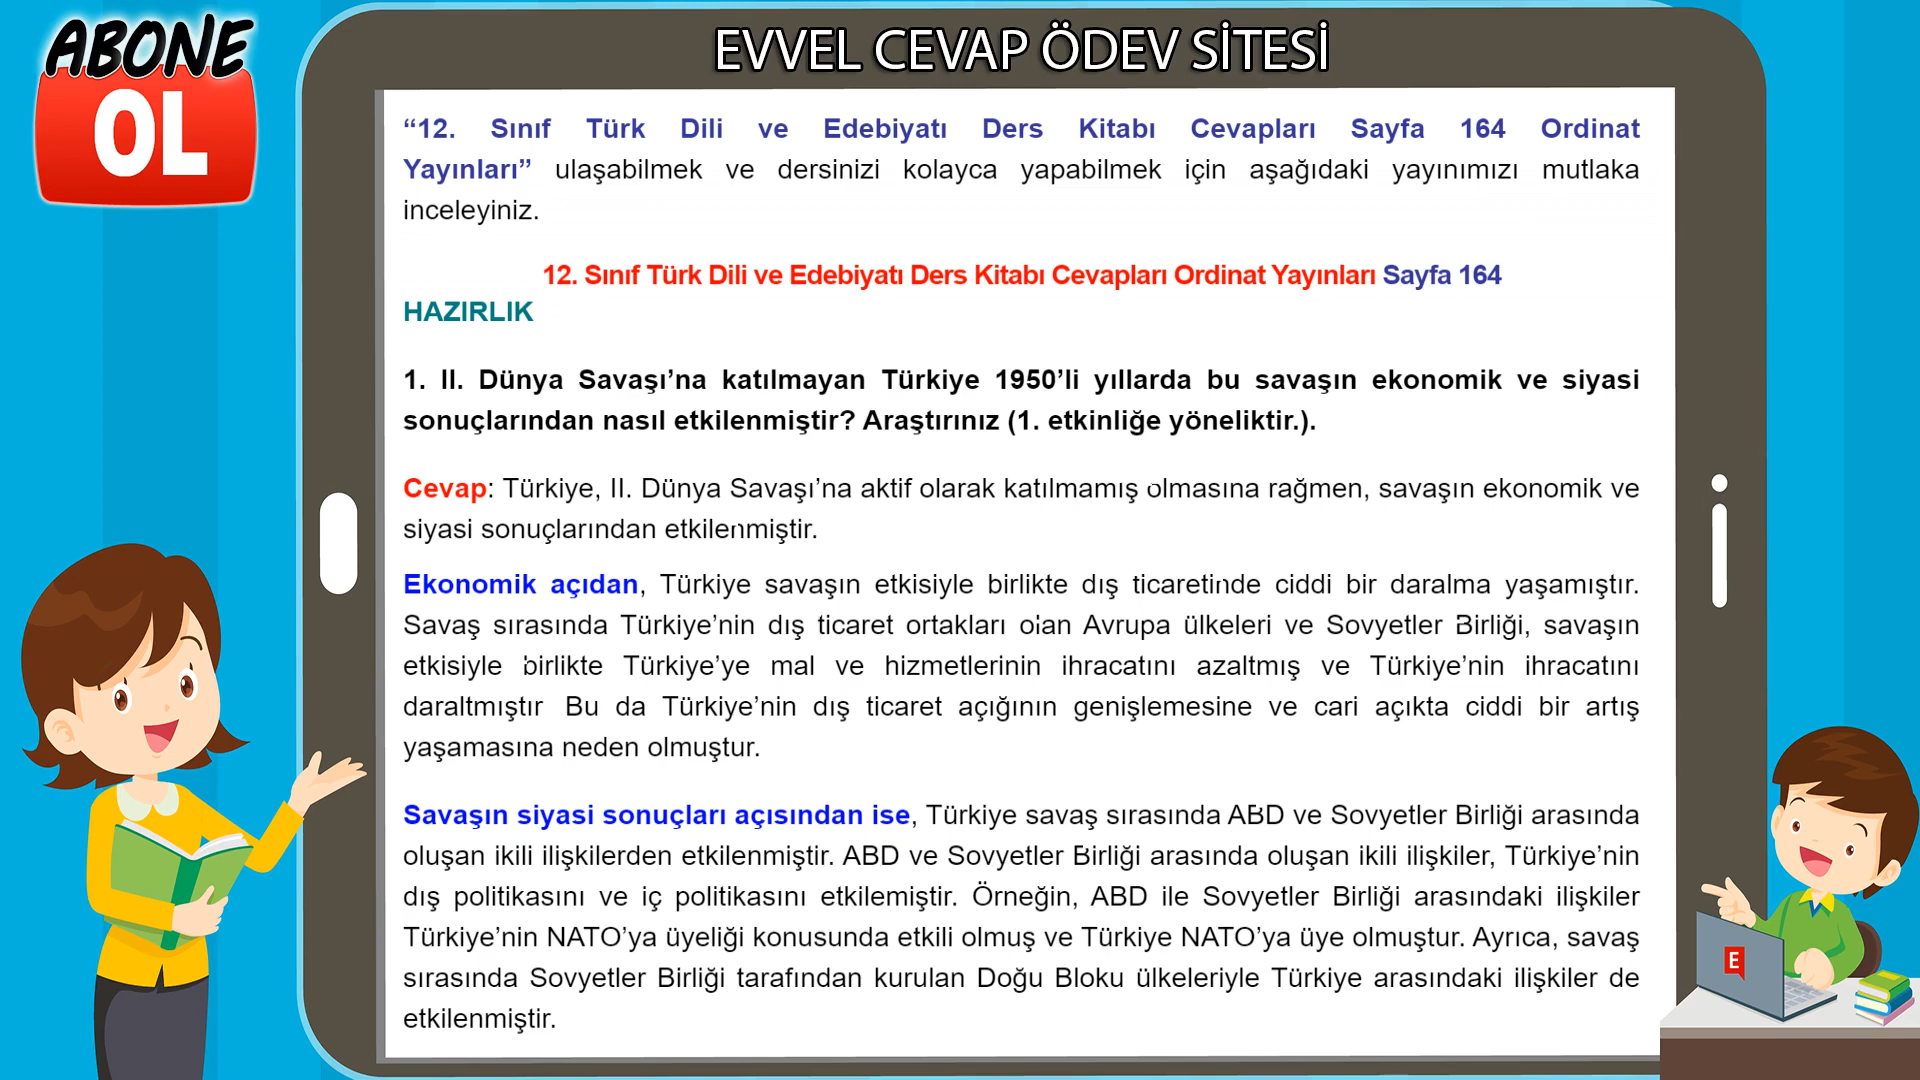 ABONE
OL
EVVEL CEVAP ÖDEV SİTESİ
“12. Sınıf Türk Dili ve Edebiyatı Ders Kitabı Cevapları Sayfa 164 Ordinat
Yayınları” ulaşabilmek ve dersinizi kolayca yapabilmek için aşağıdaki yayınımızı mutlaka
inceleyiniz.
12. Sınıf Türk Dili ve Edebiyatı Ders Kitabı Cevapları Ordinat Yayınları Sayfa 164
HAZIRLIK
1. II. Dünya Savaşı’na katılmayan Türkiye 1950’li yıllarda bu savaşın ekonomik ve siyasi
sonuçlarından nasıl etkilenmiştir? Araştırınız (1. etkinliğe yöneliktir.).
Cevap: Türkiye, II. Dünya Savaşı’na aktif olarak katılmamış olmasına rağmen, savaşın ekonomik ve
siyasi sonuçlarından etkilenmiştir.
Ekonomik açıdan, Türkiye savaşın etkisiyle birlikte dış ticaretinde ciddi bir daralma yaşamıştır.
Savaş sırasında Türkiye’nin dış ticaret ortakları olan Avrupa ülkeleri ve Sovyetler Birliği, savaşın
etkisiyle birlikte Türkiye’ye mal ve hizmetlerinin ihracatını azaltmış ve Türkiye’nin ihracatını
daraltmıştır Bu da Türkiye’nin dış ticaret açığının genişlemesine ve cari açıkta ciddi bir artış
yaşamasına neden olmuştur.
Savaşın siyasi sonuçları açısından ise, Türkiye savaş sırasında ABD ve Sovyetler Birliği arasında
oluşan ikili ilişkilerden etkilenmiştir. ABD ve Sovyetler Birliği arasında oluşan ikili ilişkiler, Türkiye’nin
dış politikasını ve iç politikasını etkilemiştir. Örneğin, ABD ile Sovyetler Birliği arasındaki ilişkiler
Türkiye’nin NATO’ya üyeliği konusunda etkili olmuş ve Türkiye NATO’ya üye olmuştur. Ayrıca, savaş
sırasında Sovyetler Birliği tarafından kurulan Doğu Bloku ülkeleriyle Türkiye arasındaki ilişkiler de
etkilenmiştir.
E